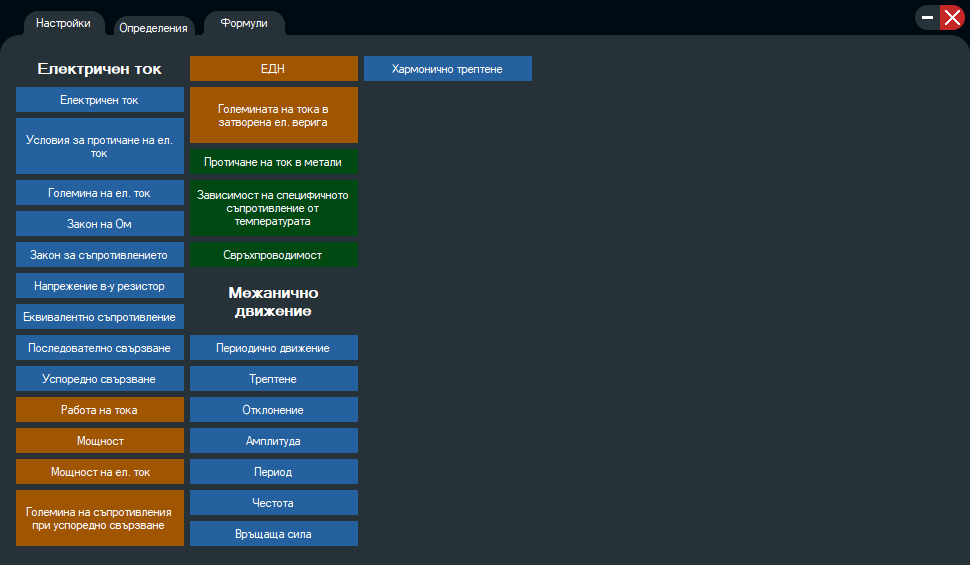 Настройки
Определения
Формули
Електричен ток
Електричен ток
Условия за протичане на ел.
ток
Големина на ел. ток
Закон на Ом
Закон за съпротивлението
Напрежение в-у резистор
Еквивалентно съпротивление
Последователно свързване
Успоредно свързване
Работа на тока
Мощност
Мощност на ел. ток
Големина на съпротивления
при успоредно свързване
ЕДН
Големината на тока в
затворена ел. верига
Протичане на ток в метали
Зависимост на специфичното
съпротивление от
температурата
Свръхпроводимост
Межанично
движение
Периодично движение
Трептене
Отклонение
Амплитуда
Период
Честота
Връщаща сила
Хармонично трептене